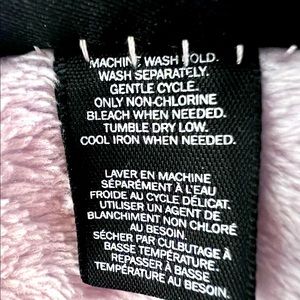 MACHINE WASH COLD.
WASH SEPARATELY.
GENTLE CYCLE.
ONLY NON-CHLORINE
BLEACH WHEN NEEDED.
TUMBLE DRY LOW.
COOL IRON WHEN NEEDED.
LAVER EN MACHINE
SÉPARÉMENT À L'EAU
FROIDE AU CYCLE DÉLICAT.
UTILISER UN AGENT DE
BLANCHIMENT NON CHLORÉ
AU BESOIN.
SÉCHER PAR CULBUTAGE À
BASSE TEMPÉRATURE.
REPASSER À BASSE
TEMPÉRATURE AU BESOIN.